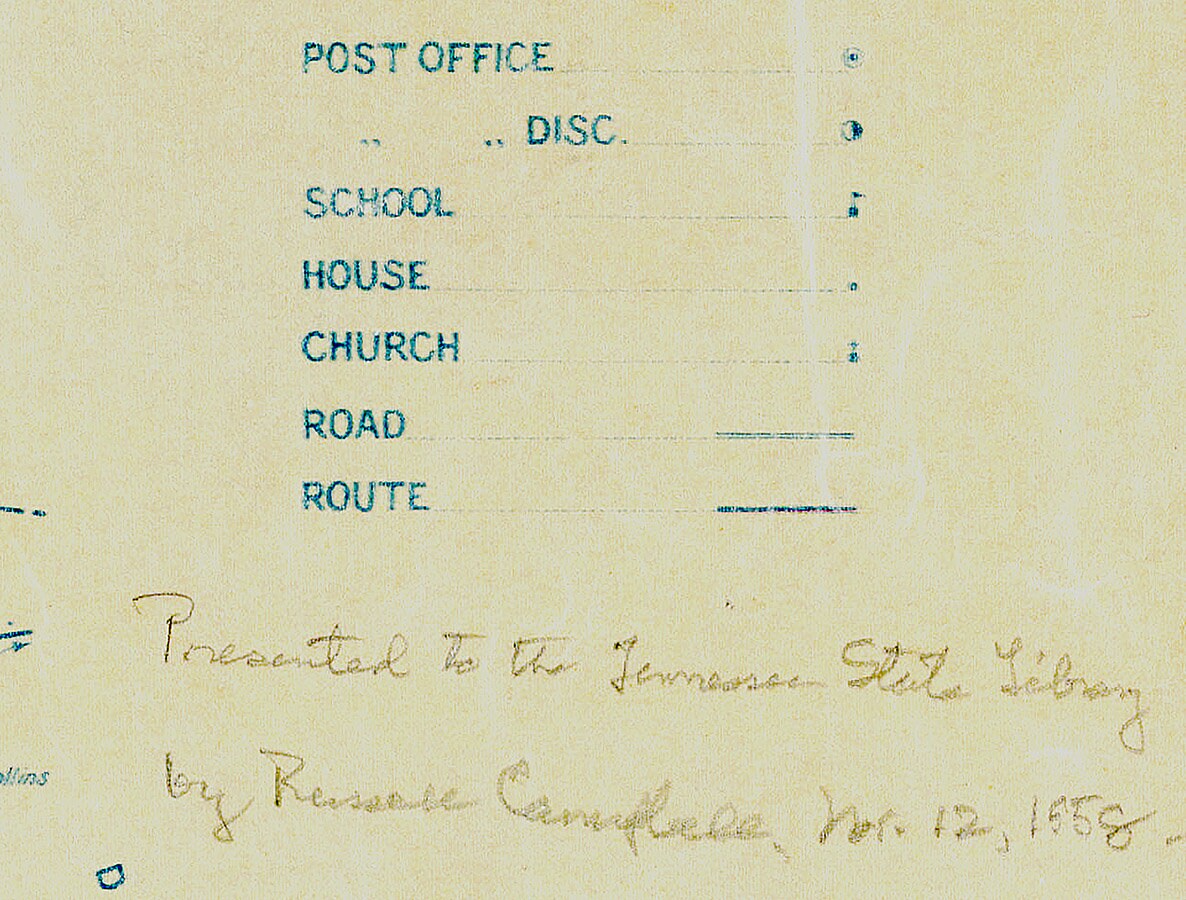 POST OFFICE
" " DISC.
SCHOOL
HOUSE
CHURCH
ROAD
ROUTE
Presented to the Tennessee State Library
by Russell Campbell, Nov. 12, 1958.
ollins